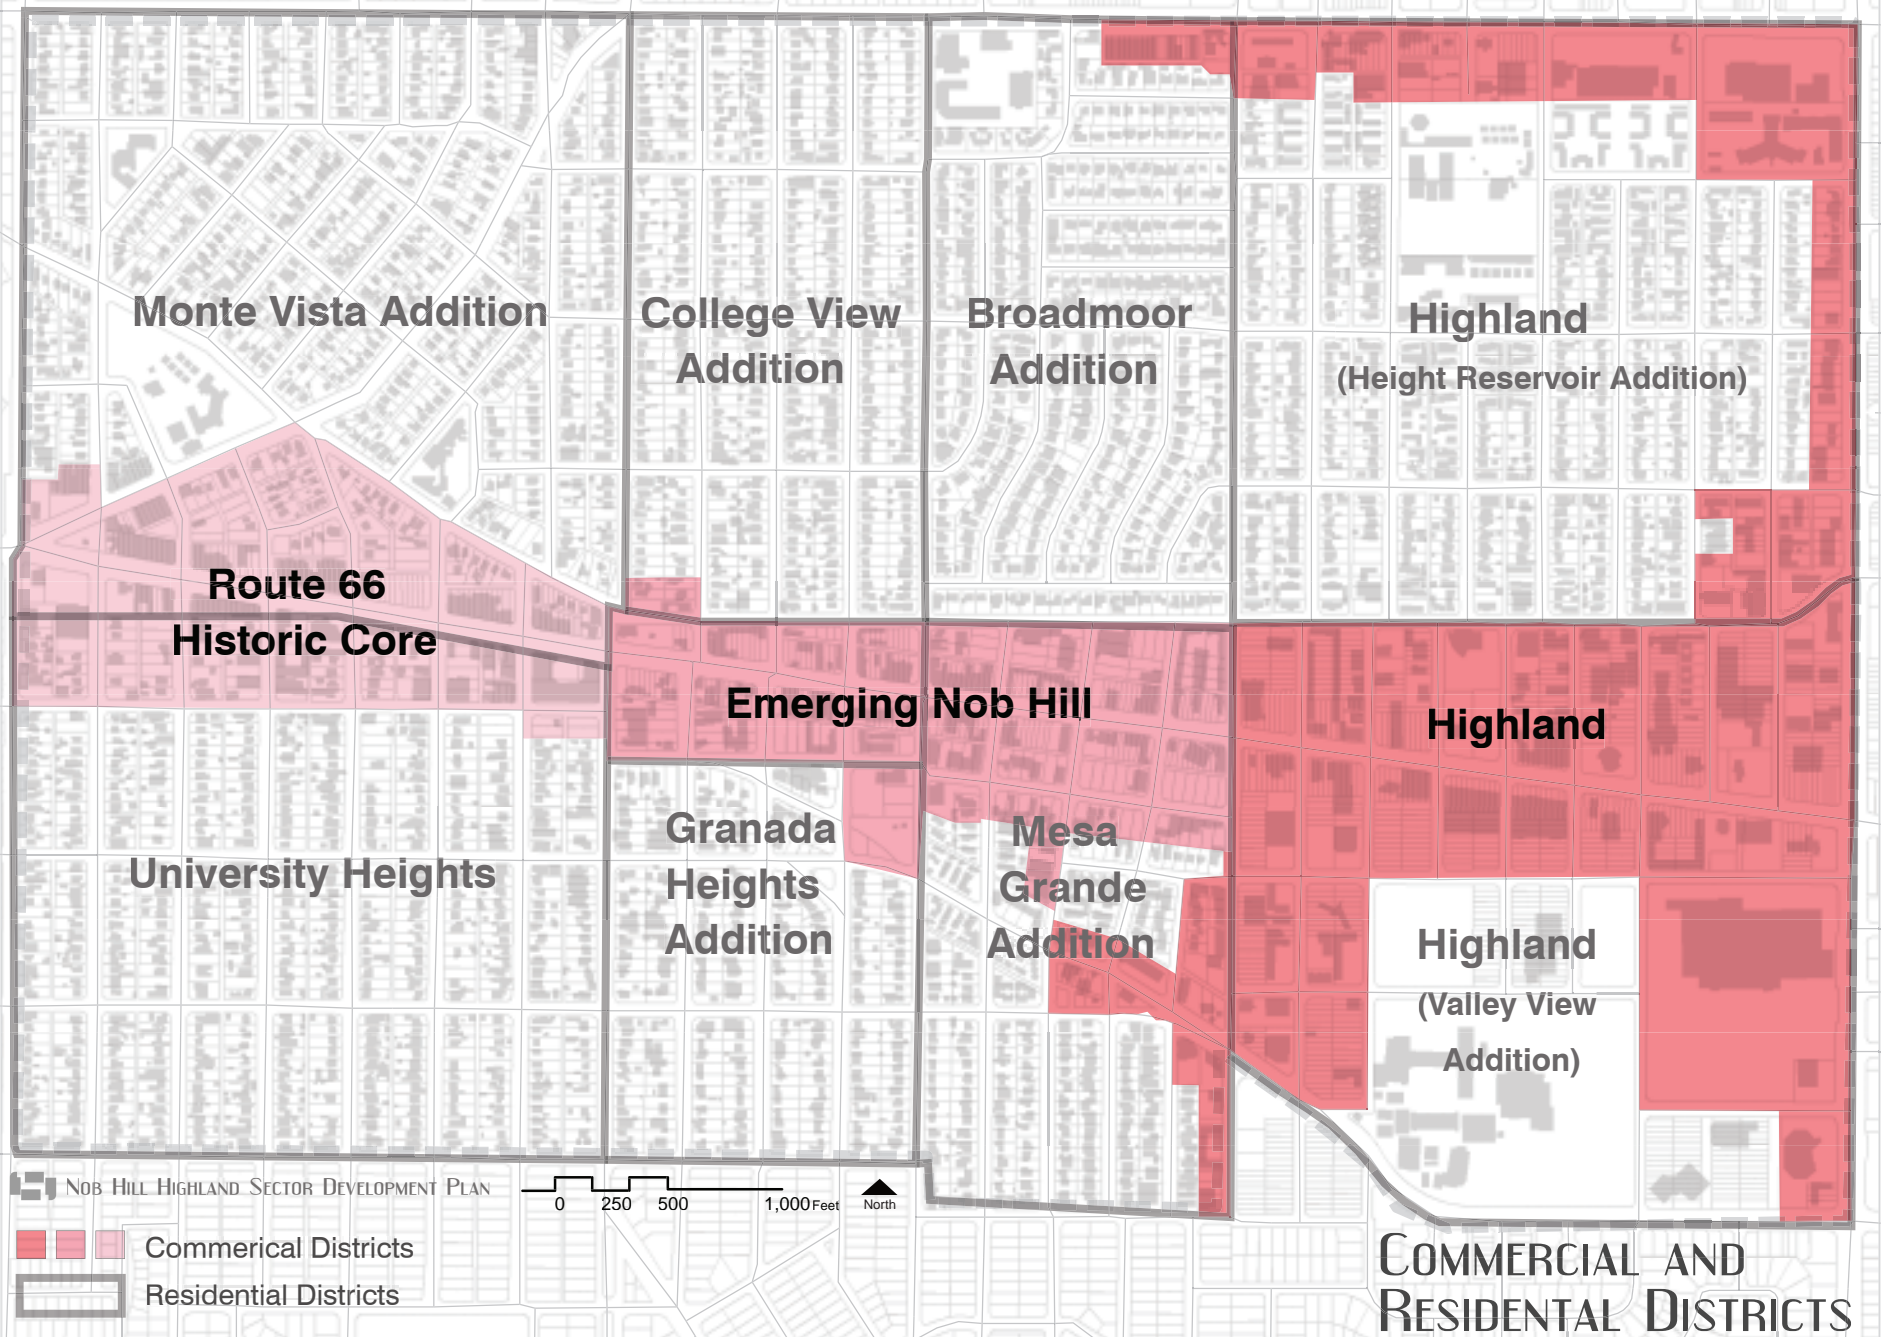 Monte Vista Addition
College View
Addition
Broadmoor
Addition
Highland
(Height Reservoir Addition)
Route 66
Historic Core
Emerging Nob Hill
Highland
University Heights
Granada
Heights
Addition
Mesa
Grande
Addition
Highland
(Valley View
Addition)
NOB HILL HIGHLAND SECTOR DEVELOPMENT PLAN
0 250 500 1,000 Feet
North
Commerical Districts
Residential Districts
COMMERCIAL AND
RESIDENTAL DISTRICTS